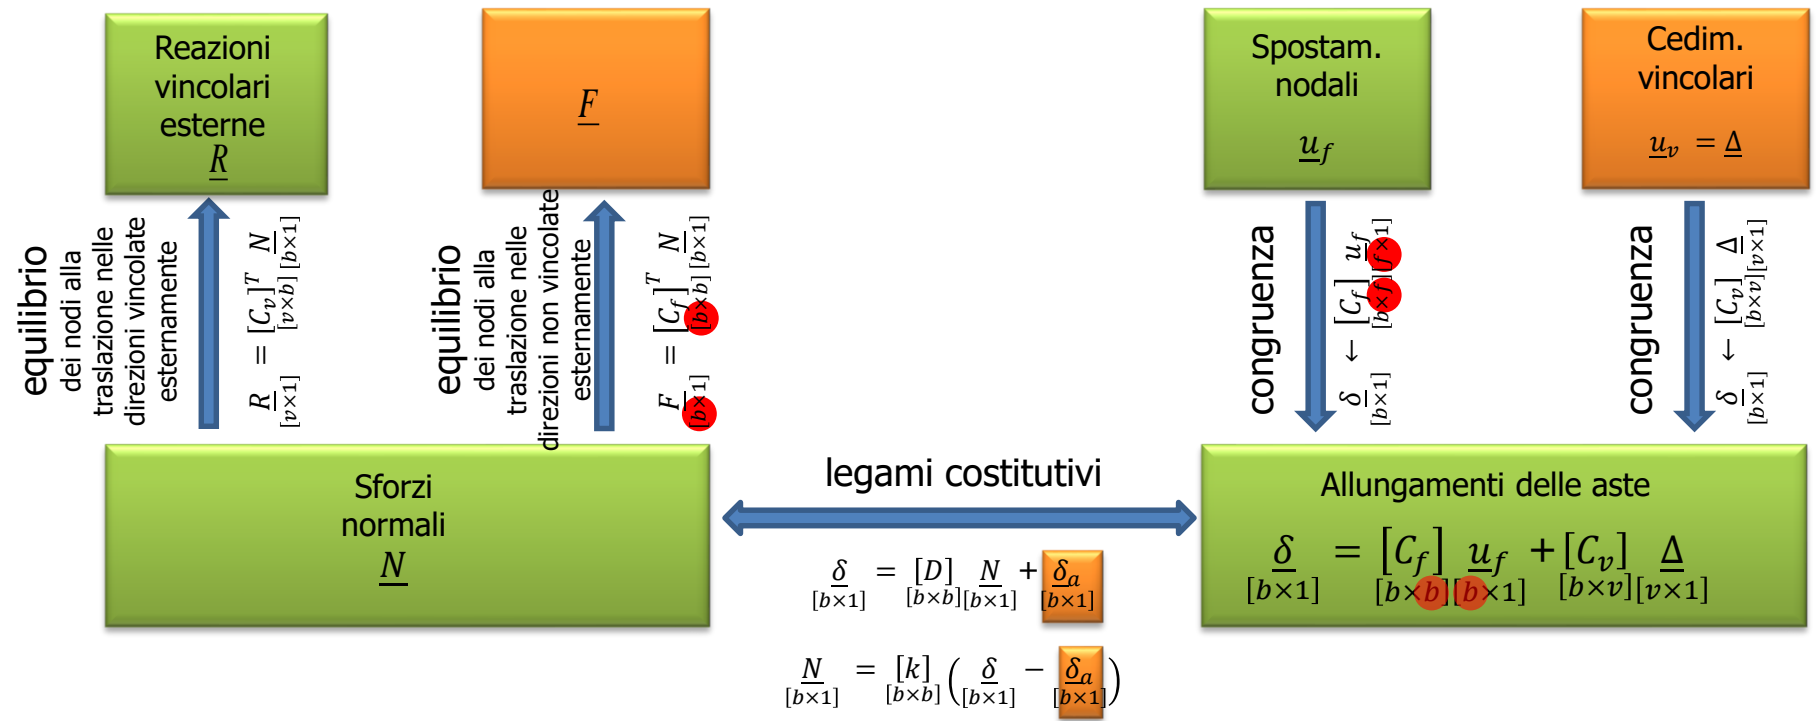 Reazioni
vincolari
esterne
R
F
Spostam.
nodali
u_f
Cedim.
vincolari
u_v = Δ
equilibrio
dei nodi alla
traslazione nelle
direzioni vincolate
esternamente
R = [C_v]^T N
[v×1] [v×b] [b×1]
equilibrio
dei nodi alla
traslazione nelle
direzioni non vincolate
esternamente
F = [C_f]^T N
[b×1] [b×b] [b×1]
congruenza
δ ← [C_f] u_f
[b×1] [b×f] [f×1]
congruenza
δ ← [C_v] Δ
[b×1] [b×v] [v×1]
Sforzi
normali
N
legami costitutivi
δ = [D] N + δ_a
[b×1] [b×b] [b×1] [b×1]
N = [k] (δ − δ_a)
[b×1] [b×b] [b×1] [b×1]
Allungamenti delle aste
δ = [C_f] u_f + [C_v] Δ
[b×1] [b×b] [b×1] [b×v] [v×1]